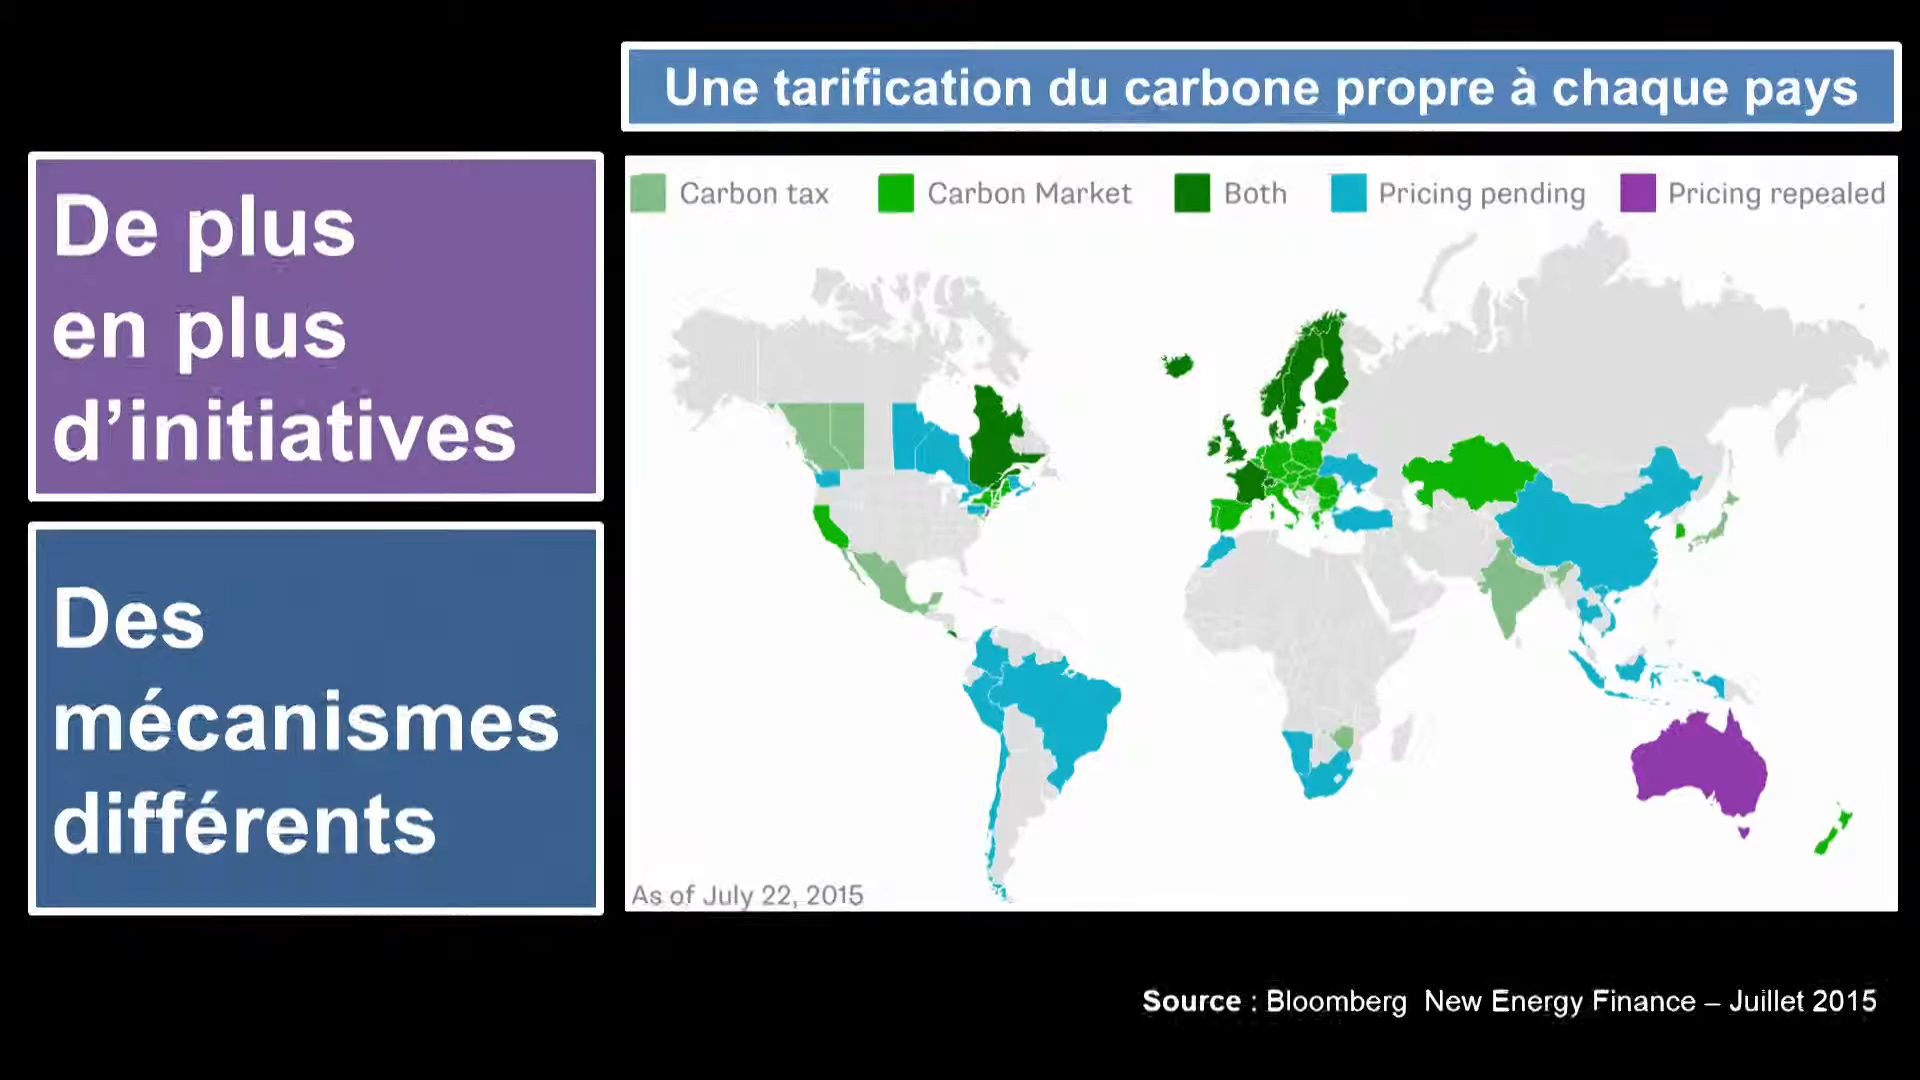 Une tarification du carbone propre à chaque pays
De plus
en plus
d’initiatives
Des
mécanismes
différents
Carbon tax
Carbon Market
Both
Pricing pending
Pricing repealed
As of July 22, 2015
Source : Bloomberg New Energy Finance – Juillet 2015